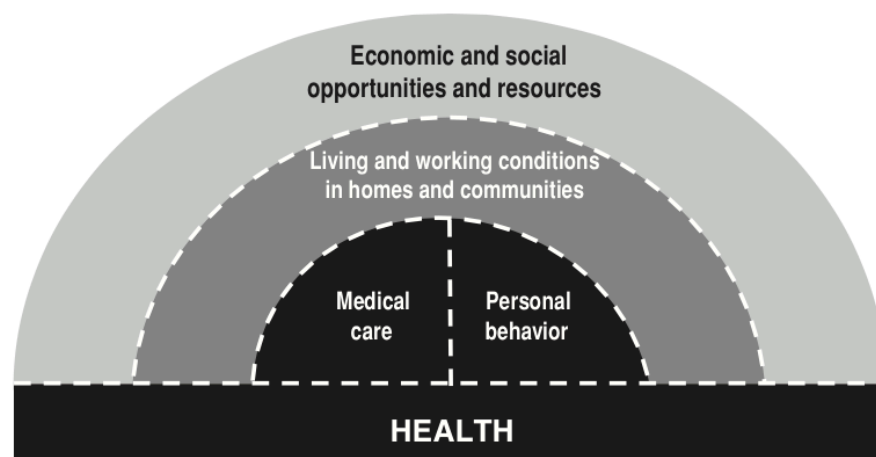 Economic and social
opportunities and resources
Living and working conditions
in homes and communities
Medical
care
Personal
behavior
HEALTH